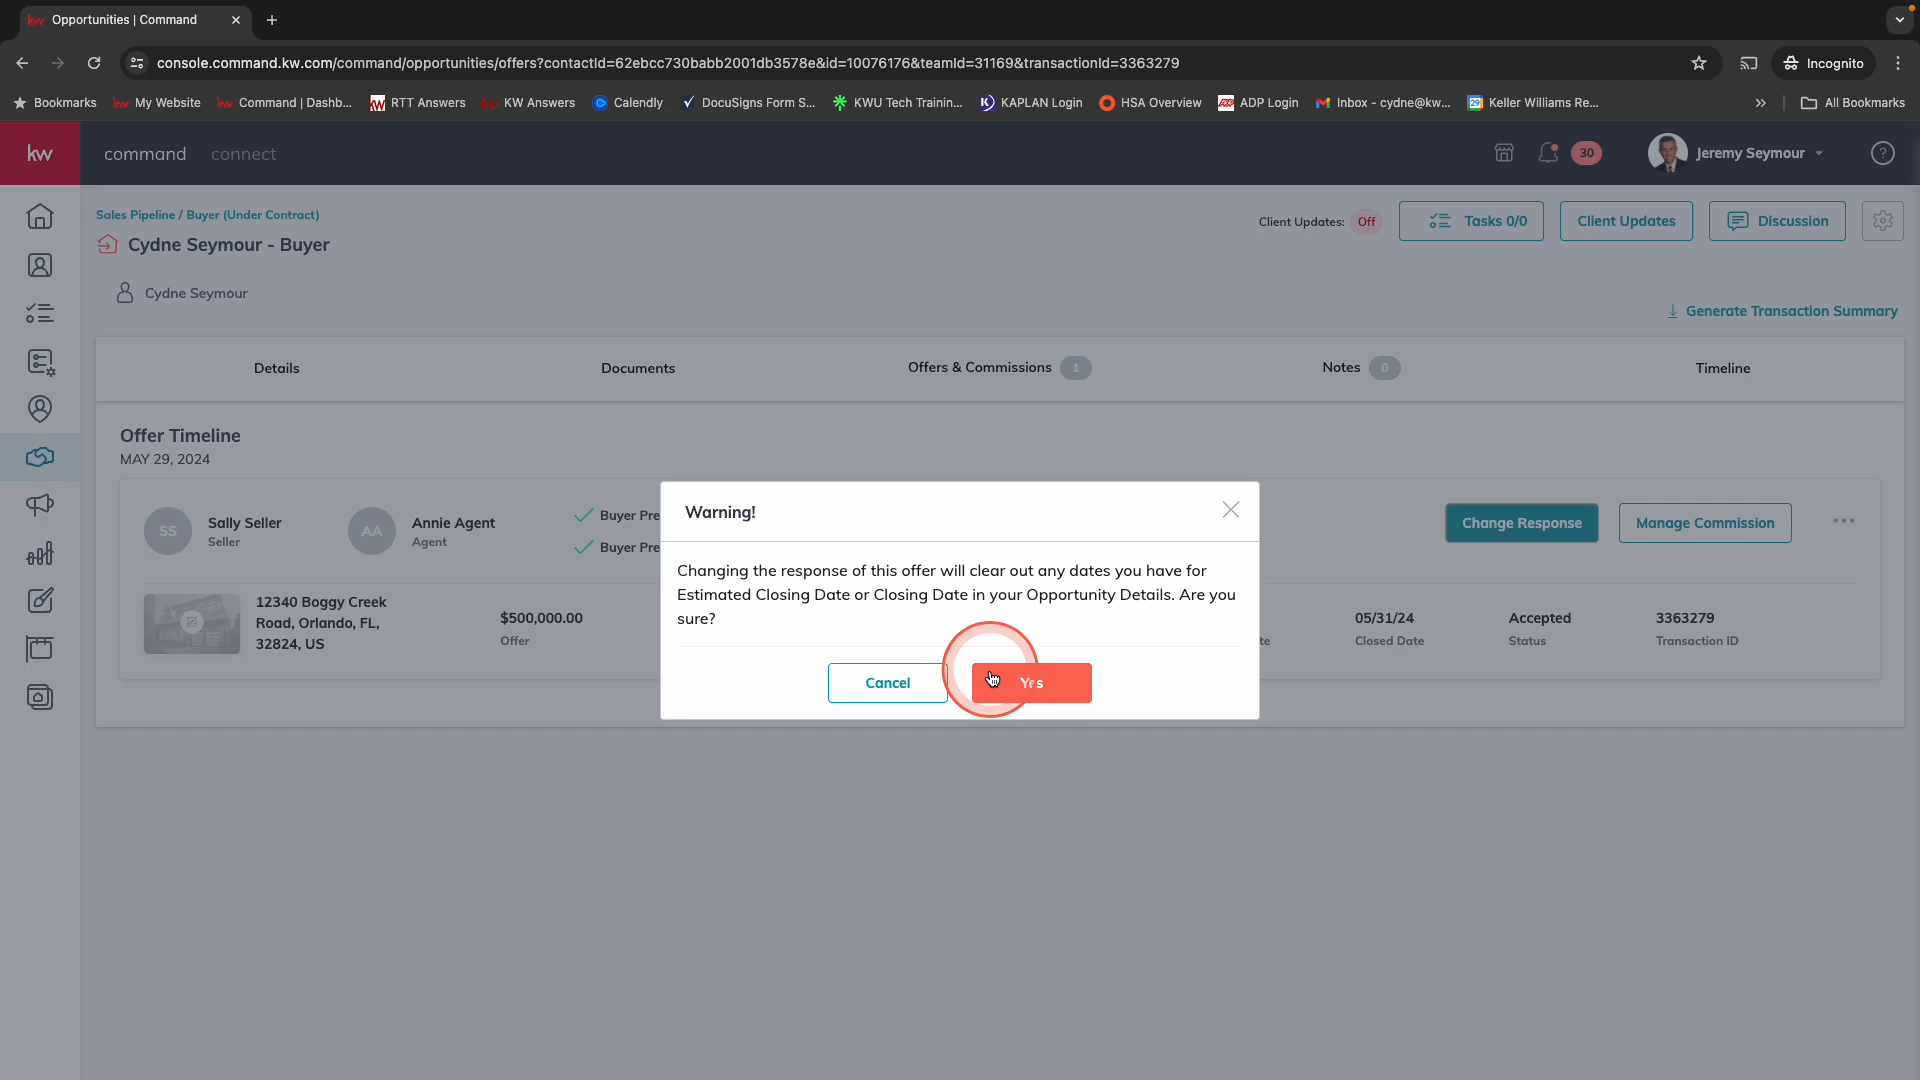 kw Opportunities | Command
console.command.kw.com/command/opportunities/offers?contactId=62ebcc730babb2001db3578e&id=10076176&teamId=31169&transactionId=3363279
Incognito
Bookmarks
kw My Website
kw Command | Dashb...
RTT Answers
KW Answers
Calendly
DocuSigns Form S...
KWU Tech Trainin...
KAPLAN Login
HSA Overview
ADP Login
Inbox - cydne@kw...
29 Keller Williams Re...
All Bookmarks
kw
command connect
30
Jeremy Seymour
Sales Pipeline / Buyer (Under Contract)
Cydne Seymour - Buyer
Client Updates: Off
Tasks 0/0
Client Updates
Discussion
Cydne Seymour
Generate Transaction Summary
Details
Documents
Offers & Commissions 1
Notes 0
Timeline
Offer Timeline
MAY 29, 2024
SS Sally Seller
Seller
AA Annie Agent
Agent
Buyer Pre
Buyer Pre
Change Response
Manage Commission
12340 Boggy Creek
Road, Orlando, FL,
32824, US
$500,000.00
Offer
te
05/31/24
Closed Date
Accepted
Status
3363279
Transaction ID
Warning!
Changing the response of this offer will clear out any dates you have for
Estimated Closing Date or Closing Date in your Opportunity Details. Are you
sure?
Cancel
Yes